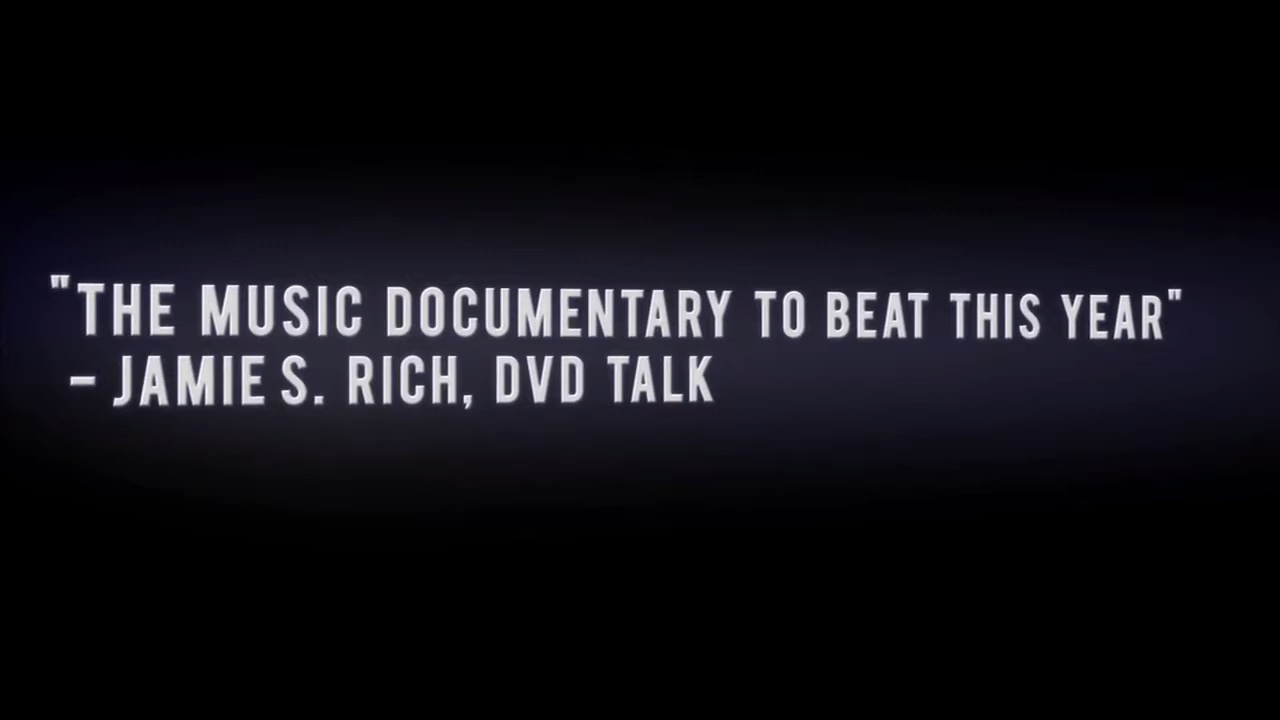 "THE MUSIC DOCUMENTARY TO BEAT THIS YEAR"
– JAMIE S. RICH, DVD TALK